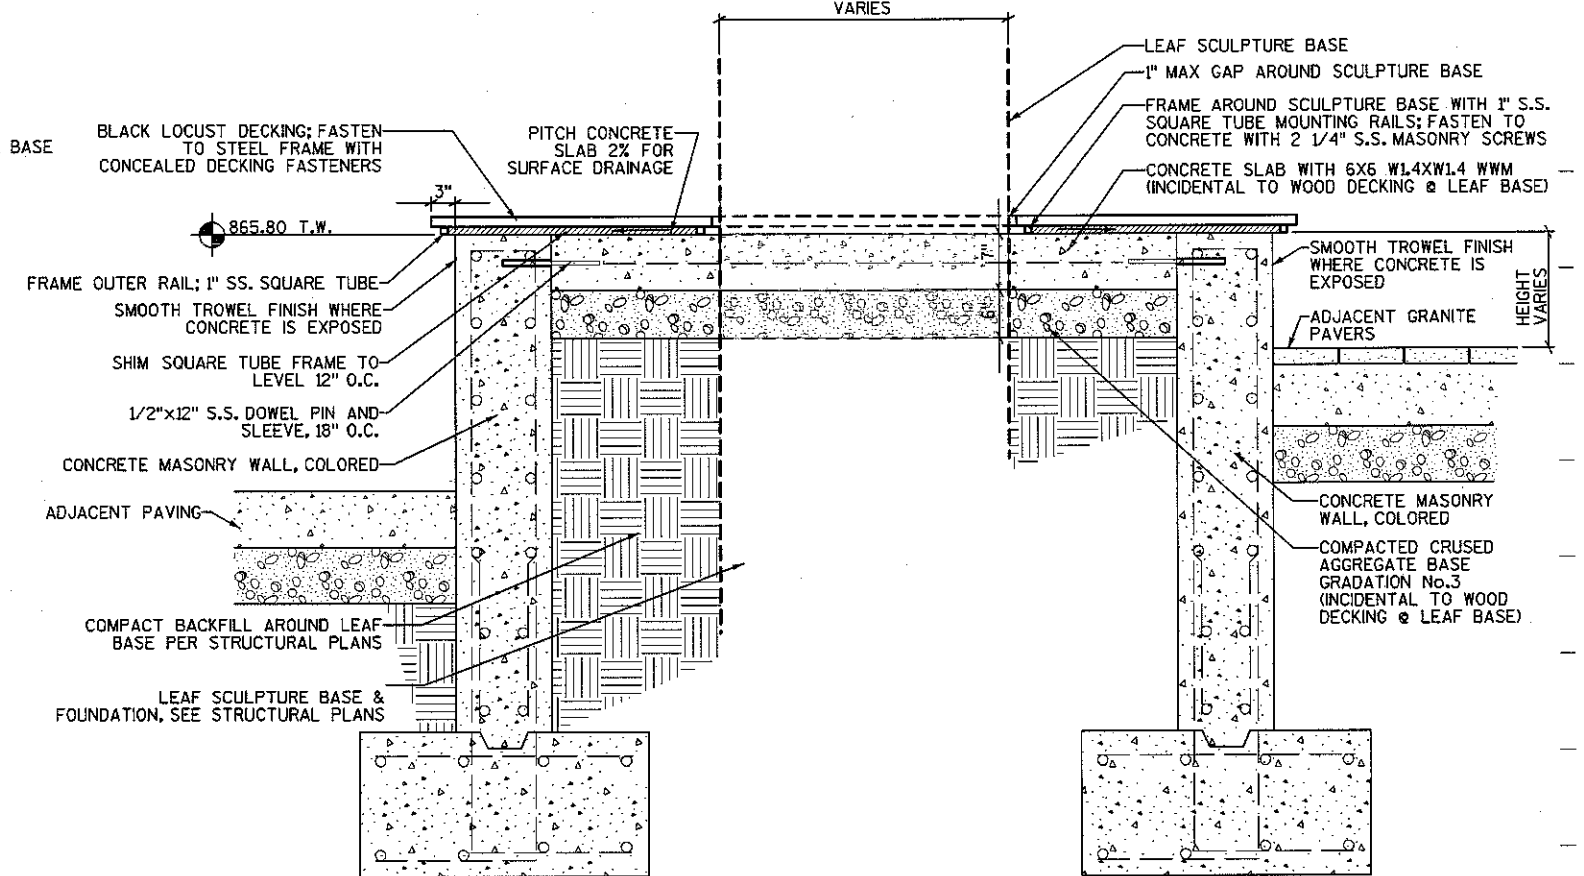 VARIES
BASE
BLACK LOCUST DECKING; FASTEN
TO STEEL FRAME WITH
CONCEALED DECKING FASTENERS
PITCH CONCRETE
SLAB 2% FOR
SURFACE DRAINAGE
LEAF SCULPTURE BASE
1" MAX GAP AROUND SCULPTURE BASE
FRAME AROUND SCULPTURE BASE WITH 1" S.S.
SQUARE TUBE MOUNTING RAILS; FASTEN TO
CONCRETE WITH 2 1/4" S.S. MASONRY SCREWS
CONCRETE SLAB WITH 6X6 W1.4XW1.4 WWM
(INCIDENTAL TO WOOD DECKING @ LEAF BASE)
3"
865.80 T.W.
7"
6"
FRAME OUTER RAIL; 1" SS. SQUARE TUBE
SMOOTH TROWEL FINISH WHERE
CONCRETE IS EXPOSED
SHIM SQUARE TUBE FRAME TO
LEVEL 12" O.C.
1/2"x12" S.S. DOWEL PIN AND
SLEEVE, 18" O.C.
CONCRETE MASONRY WALL, COLORED
ADJACENT PAVING
COMPACT BACKFILL AROUND LEAF
BASE PER STRUCTURAL PLANS
LEAF SCULPTURE BASE &
FOUNDATION, SEE STRUCTURAL PLANS
SMOOTH TROWEL FINISH
WHERE CONCRETE IS
EXPOSED
HEIGHT
VARIES
ADJACENT GRANITE
PAVERS
CONCRETE MASONRY
WALL, COLORED
COMPACTED CRUSED
AGGREGATE BASE
GRADATION No.3
(INCIDENTAL TO WOOD
DECKING @ LEAF BASE)